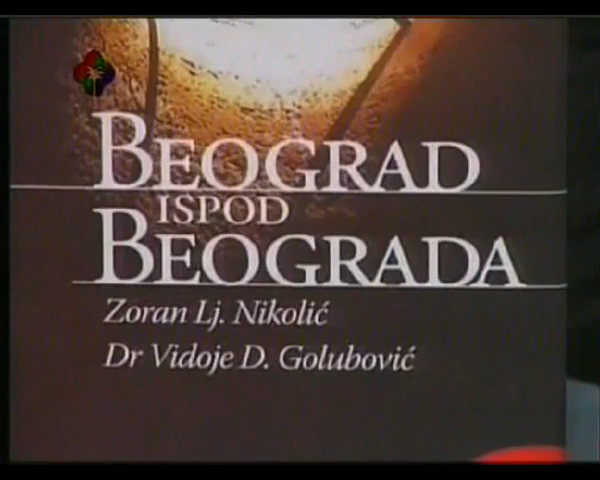 BEOGRAD
ISPOD
BEOGRADA
Zoran Lj. Nikolić
Dr Vidoje D. Golubović